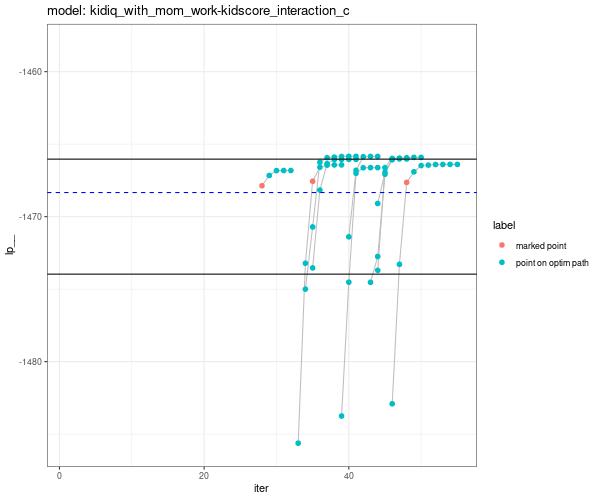 model: kidiq_with_mom_work-kidscore_interaction_c
-1460
-1470
-1480
lp__
0
20
40
iter
label
marked point
point on optim path